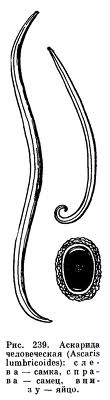 Рис. 239. Аскарида
человеческая (Ascaris
lumbricoides): сле-
ва — самка, спра-
ва — самец, вни-
зу — яйцо.